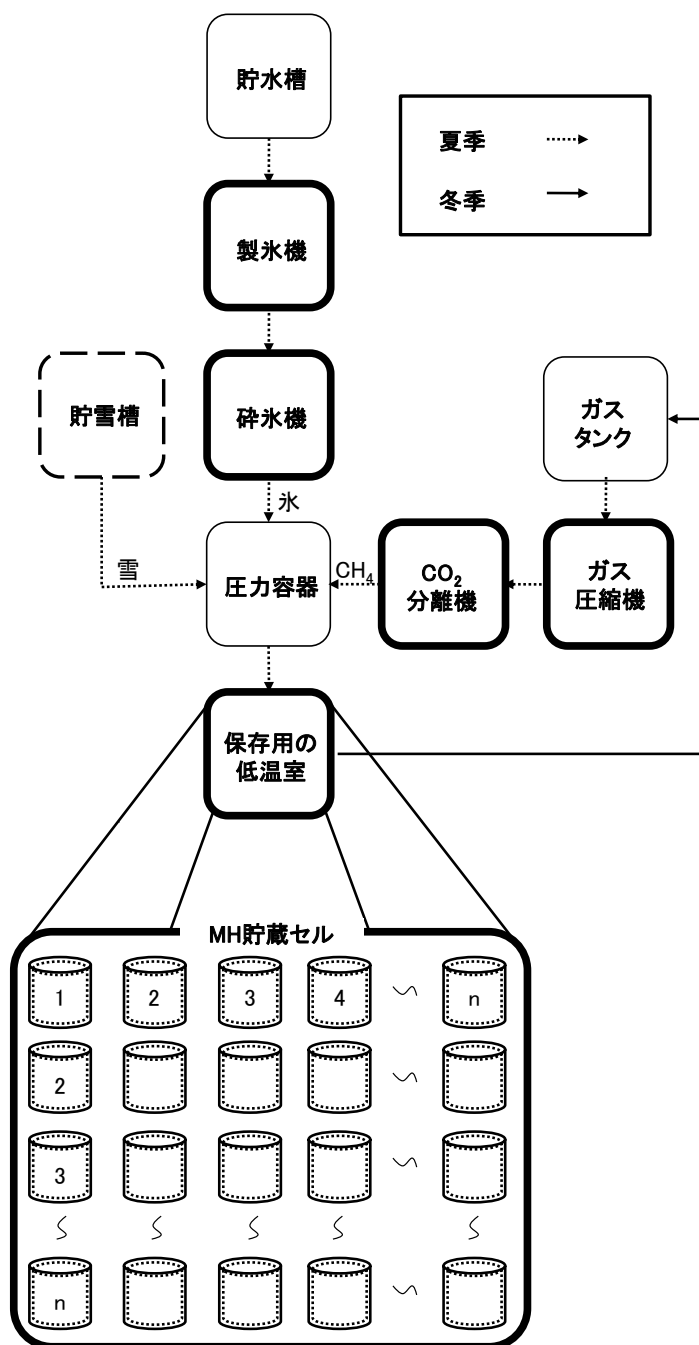 貯水槽
夏季
冬季
製氷機
貯雪槽
砕氷機
ガス
タンク
氷
雪
圧力容器
CH₄
CO₂
分離機
ガス
圧縮機
保存用の
低温室
MH貯蔵セル
1
2
3
4
n
2
3
n